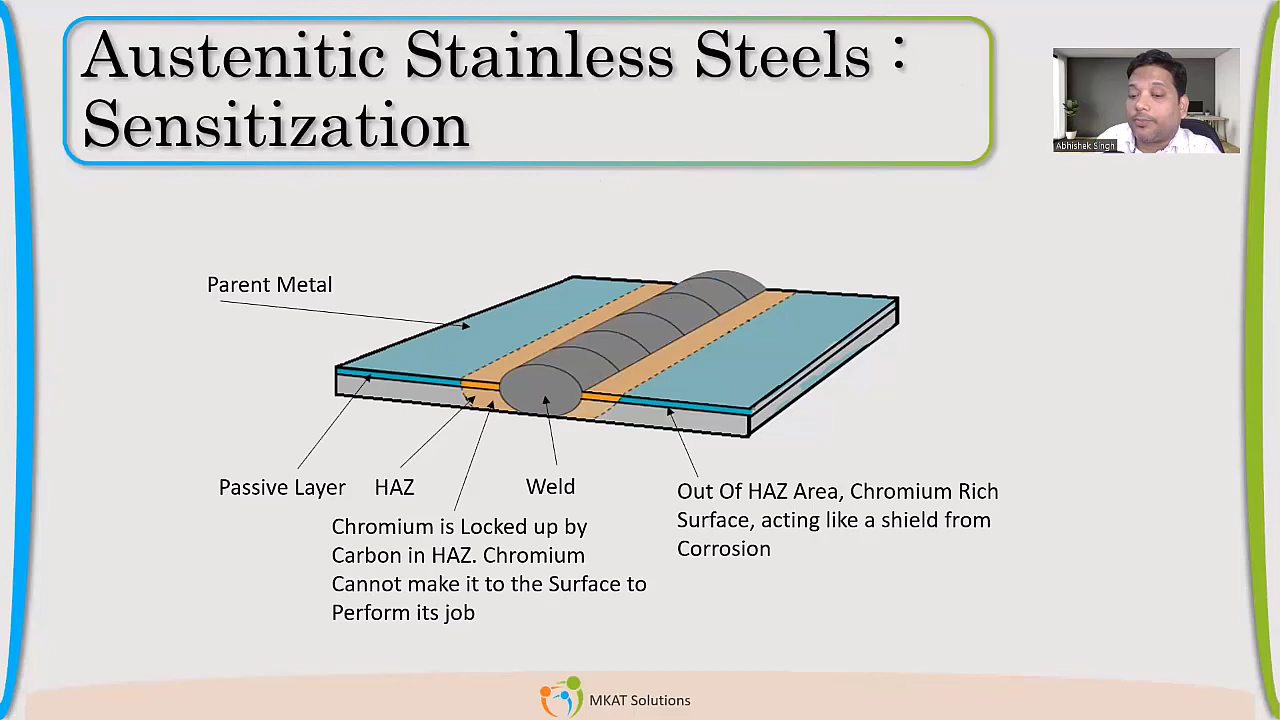 Austenitic Stainless Steels :
Sensitization
Abhishek Singh
Parent Metal
Passive Layer
HAZ
Weld
Chromium is Locked up by
Carbon in HAZ. Chromium
Cannot make it to the Surface to
Perform its job
Out Of HAZ Area, Chromium Rich
Surface, acting like a shield from
Corrosion
MKAT Solutions